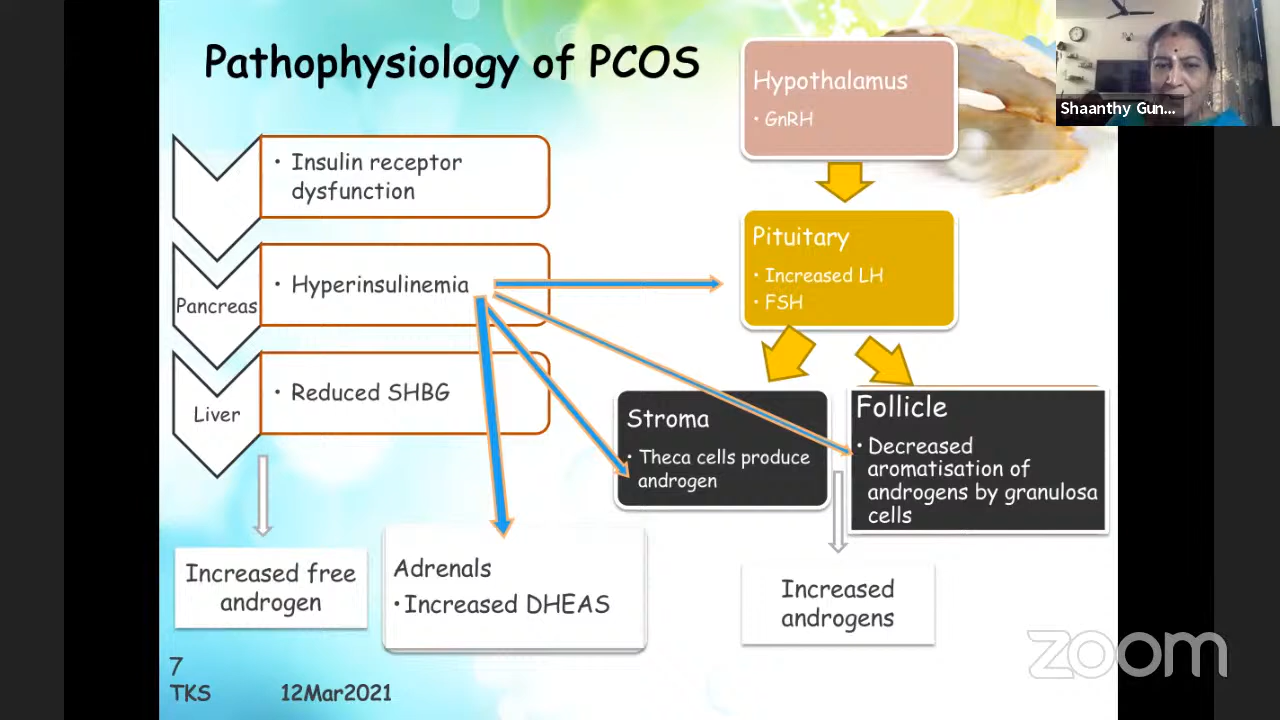 Pathophysiology of PCOS
Hypothalamus
• GnRH
Shaanthy Gun...
• Insulin receptor
dysfunction
Pituitary
• Increased LH
• FSH
Pancreas
• Hyperinsulinemia
Liver
• Reduced SHBG
Stroma
• Theca cells produce
androgen
Follicle
• Decreased
aromatisation of
androgens by granulosa
cells
Increased free
androgen
Adrenals
• Increased DHEAS
Increased
androgens
zoom
7
TKS
12Mar2021